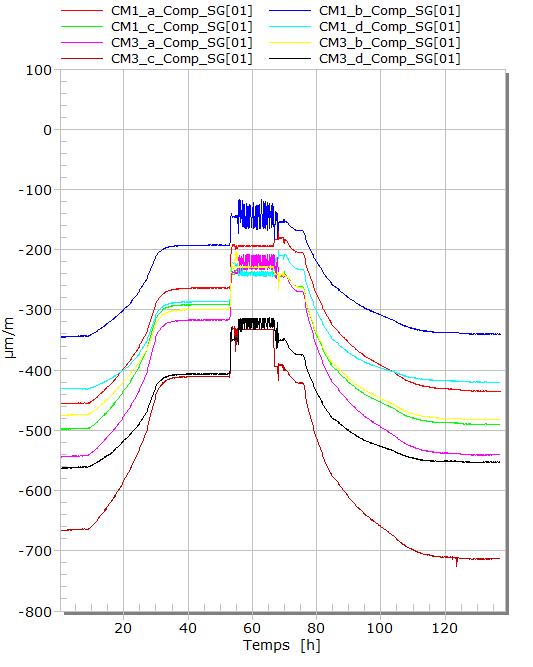 CM1_a_Comp_SG[01] CM1_b_Comp_SG[01]
CM1_c_Comp_SG[01] CM1_d_Comp_SG[01]
CM3_a_Comp_SG[01] CM3_b_Comp_SG[01]
CM3_c_Comp_SG[01] CM3_d_Comp_SG[01]
100
0
-100
-200
-300
-400
-500
-600
-700
-800
µm/m
20 40 60 80 100 120
Temps [h]